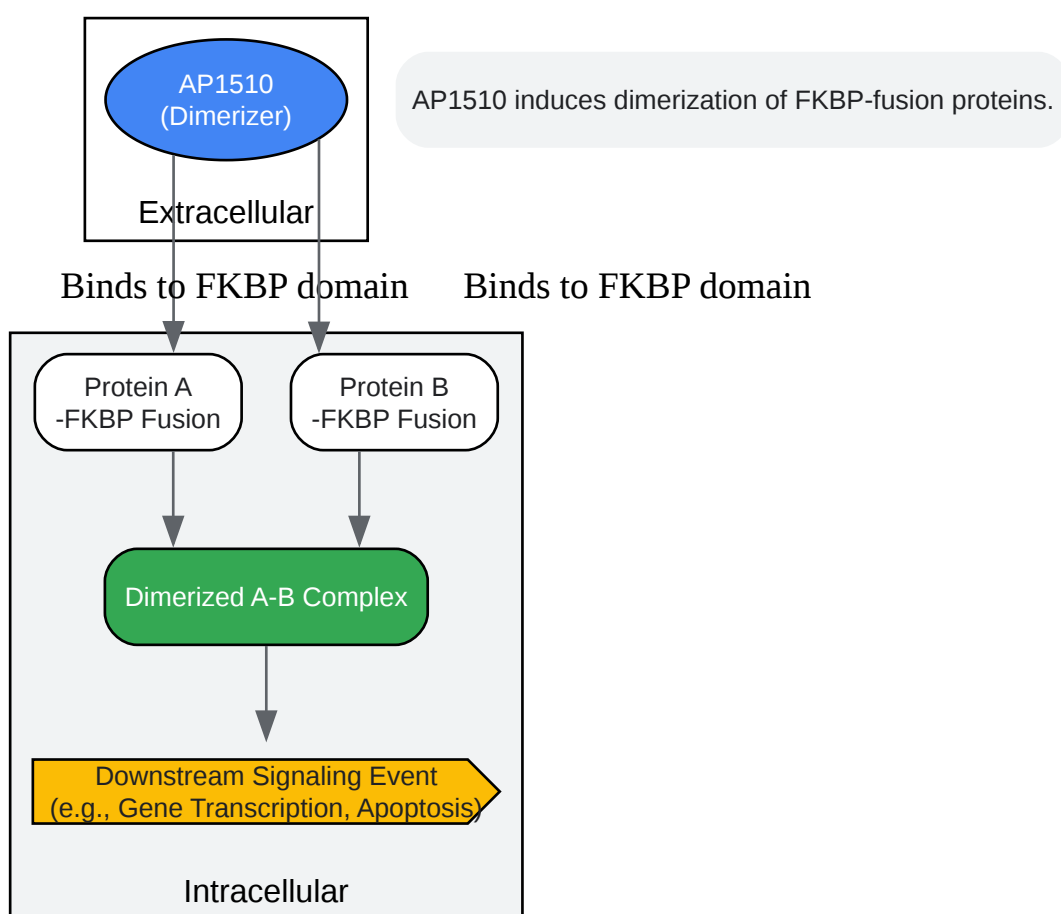 AP1510
(Dimerizer)
AP1510 induces dimerization of FKBP-fusion proteins.
Extracellular
Binds to FKBP domain
Binds to FKBP domain
Protein A
-FKBP Fusion
Protein B
-FKBP Fusion
Dimerized A-B Complex
Downstream Signaling Event
(e.g., Gene Transcription, Apoptosis)
Intracellular